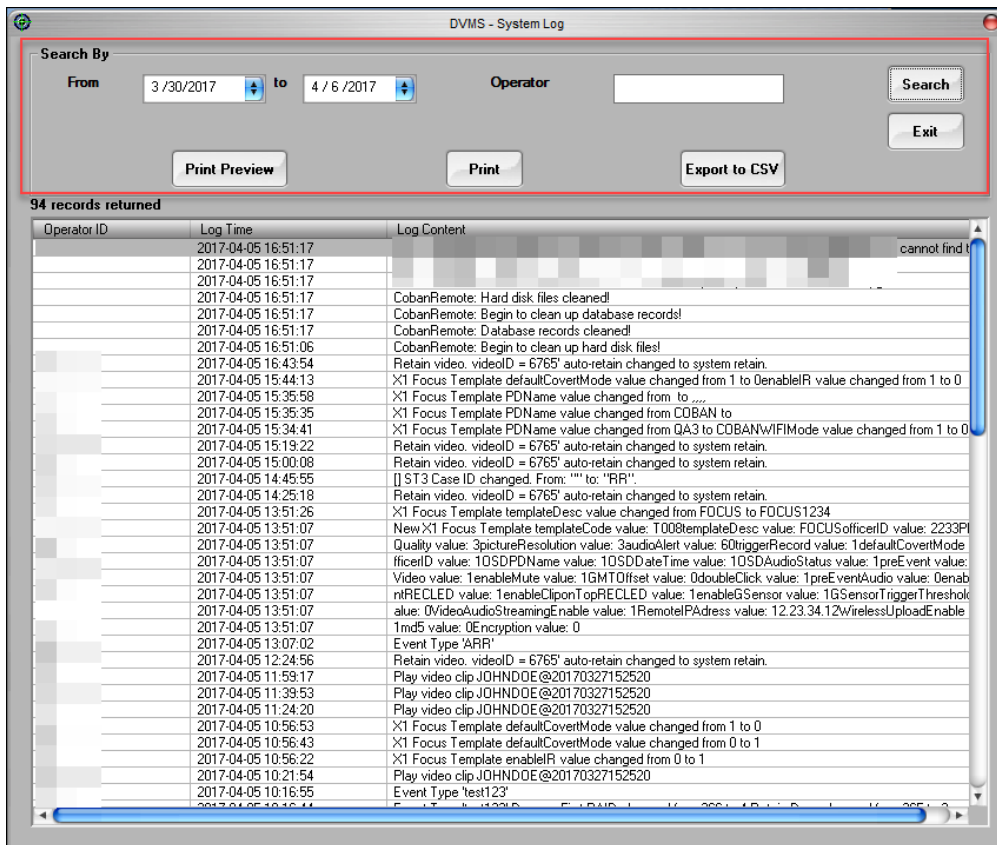 DVMS - System Log
Search By
From 3 /30/2017 to 4 / 6 /2017 Operator Search
Exit
Print Preview Print Export to CSV
94 records returned
Operator ID Log Time Log Content
2017-04-05 16:51:17 cannot find t
2017-04-05 16:51:17
2017-04-05 16:51:17
2017-04-05 16:51:17 CobanRemote: Hard disk files cleaned!
2017-04-05 16:51:17 CobanRemote: Begin to clean up database records!
2017-04-05 16:51:17 CobanRemote: Database records cleaned!
2017-04-05 16:51:06 CobanRemote: Begin to clean up hard disk files!
2017-04-05 16:43:54 Retain video. videoID = 6765' auto-retain changed to system retain.
2017-04-05 15:44:13 X1 Focus Template defaultCovertMode value changed from 1 to 0enableIR value changed from 1 to 0
2017-04-05 15:35:58 X1 Focus Template PDName value changed from  to ,,,,
2017-04-05 15:35:35 X1 Focus Template PDName value changed from COBAN to
2017-04-05 15:34:41 X1 Focus Template PDName value changed from QA3 to COBANWIFIMode value changed from 1 to 0
2017-04-05 15:19:22 Retain video. videoID = 6765' auto-retain changed to system retain.
2017-04-05 15:00:08 Retain video. videoID = 6765' auto-retain changed to system retain.
2017-04-05 14:45:55 [] ST3 Case ID changed. From: "" to: "RR".
2017-04-05 14:25:18 Retain video. videoID = 6765' auto-retain changed to system retain.
2017-04-05 13:51:26 X1 Focus Template templateDesc value changed from FOCUS to FOCUS1234
2017-04-05 13:51:07 New X1 Focus Template templateCode value: T008templateDesc value: FOCUSofficerID value: 2233P
2017-04-05 13:51:07 Quality value: 3pictureResolution value: 3audioAlert value: 60triggerRecord value: 1defaultCovertMode
2017-04-05 13:51:07 fficerID value: 1OSDPDName value: 1OSDDateTime value: 1OSDAudioStatus value: 1preEvent value:
2017-04-05 13:51:07 Video value: 1enableMute value: 1GMTOffset value: 0doubleClick value: 1preEventAudio value: 0enab
2017-04-05 13:51:07 ntRECLED value: 1enableCliponTopRECLED value: 1enableGSensor value: 1GSensorTriggerThreshold
2017-04-05 13:51:07 alue: 0VideoAudioStreamingEnable value: 1RemoteIPAdress value: 12.23.34.12WirelessUploadEnable
2017-04-05 13:51:07 1md5 value: 0Encryption value: 0
2017-04-05 13:07:02 Event Type 'ARR'
2017-04-05 12:24:56 Retain video. videoID = 6765' auto-retain changed to system retain.
2017-04-05 11:59:17 Play video clip JOHNDOE@20170327152520
2017-04-05 11:39:53 Play video clip JOHNDOE@20170327152520
2017-04-05 11:24:20 Play video clip JOHNDOE@20170327152520
2017-04-05 10:56:53 X1 Focus Template defaultCovertMode value changed from 1 to 0
2017-04-05 10:56:43 X1 Focus Template defaultCovertMode value changed from 0 to 1
2017-04-05 10:56:22 X1 Focus Template enableIR value changed from 0 to 1
2017-04-05 10:21:54 Play video clip JOHNDOE@20170327152520
2017-04-05 10:16:55 Event Type 'test123'